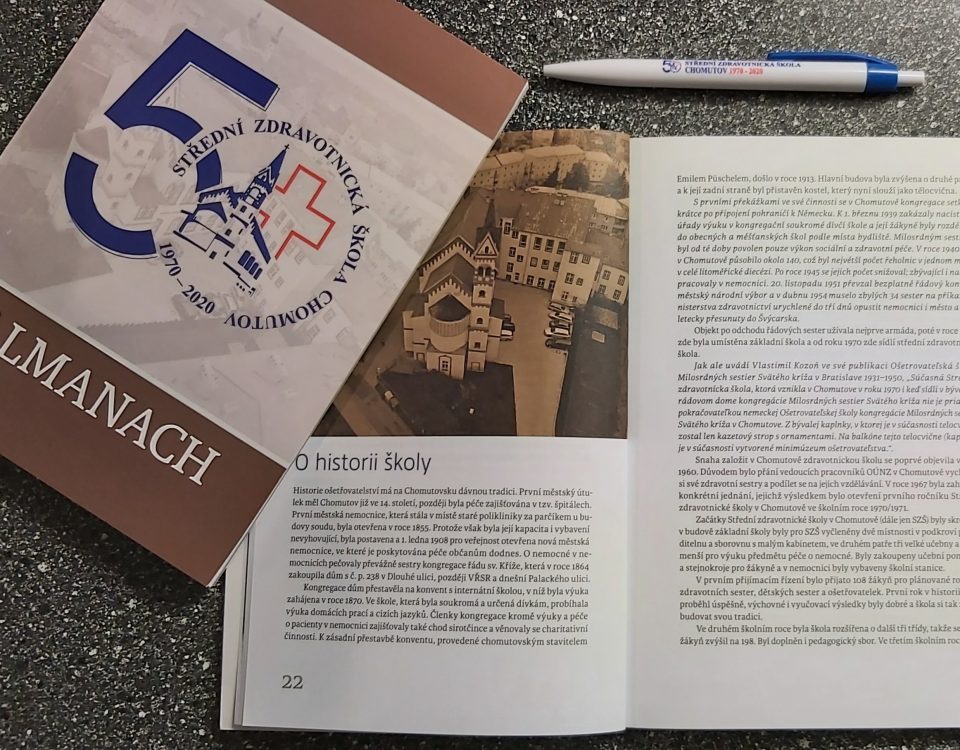 50
STŘEDNÍ ZDRAVOTNICKÁ ŠKOLA CHOMUTOV
1970 – 2020
LMANACH
50 STŘEDNÍ ZDRAVOTNICKÁ ŠKOLA
CHOMUTOV 1970 - 2020
O historii školy
Historie ošetřovatelství má na Chomutovsku dávnou tradici. První městský útu-
lek měl Chomutov již ve 14. století, později byla péče zajišťována v tzv. špitálech.
První městská nemocnice, která stála v místě staré polikliniky za parčíkem u bu-
dovy soudu, byla otevřena v roce 1855. Protože však byla její kapacita i vybavení
nevyhovující, byla postavena a 1. ledna 1908 pro veřejnost otevřena nová městská
nemocnice, ve které je poskytována péče občanům dodnes. O nemocné v ne-
mocnicích pečovaly převážně sestry kongregace řádu sv. Kříže, která v roce 1864
zakoupila dům s č. p. 238 v Dlouhé ulici, později VŘSR a dnešní Palackého ulici.
Kongregace dům přestavěla na konvent s internátní školou, v níž byla výuka
zahájena v roce 1870. Ve škole, která byla soukromá a určená dívkám, probíhala
výuka domácích prací a cizích jazyků. Členky kongregace kromě výuky a péče
o pacienty v nemocnici zajišťovaly také chod sirotčince a věnovaly se charitativní
činnosti. K zásadní přestavbě konventu, provedené chomutovským stavitelem
22
Emilem Püschelem, došlo v roce 1913. Hlavní budova byla zvýšena o druhé pa
a k její zadní straně byl přistavěn kostel, který nyní slouží jako tělocvična.
S prvními překážkami ve své činnosti se v Chomutově kongregace setk
krátce po připojení pohraničí k Německu. K 1. březnu 1939 zakázaly nacist
úřady výuku v kongregační soukromé dívčí škole a její žákyně byly rozděl
do obecných a měšťanských škol podle místa bydliště. Milosrdným sestr
byl od té doby povolen pouze výkon sociální a zdravotní péče. V roce 1940
v Chomutově působilo okolo 140, což byl největší počet řeholnic v jednom m
v celé litoměřické diecézi. Po roce 1945 se jejich počet snižoval; zbývající i na
pracovaly v nemocnici. 20. listopadu 1951 převzal bezplatně řádový kon
městský národní výbor a v dubnu 1954 muselo zbylých 34 sester na příka
ministerstva zdravotnictví urychleně do tří dnů opustit nemocnici i město a
letecky přesunuty do Švýcarska.
Objekt po odchodu řádových sester užívala nejprve armáda, poté v roce
zde byla umístěna základní škola a od roku 1970 zde sídlí střední zdravotn
škola.
Jak ale uvádí Vlastimil Kozoň ve své publikaci Ošetrovateľská š
Milosrdných sestier Svätého kríža v Bratislave 1931–1950, „Súčasná Stre
zdravotnícka škola, ktorá vznikla v Chomutove v roku 1970 i keď sídli v býv
rádovom dome kongregácie Milosrdných sestier Svätého kríža nie je pria
pokračovateľkou nemeckej Ošetrovateľskej školy kongregácie Milosrdných se
Svätého kríža v Chomutove. Z bývalej kaplnky, v ktorej je v súčasnosti telocv
zostal len kazetový strop s ornamentami. Na balkóne tejto telocvične (kap
je v súčasnosti vytvorené minimúzeum ošetrovateľstva.".
Snaha založit v Chomutově zdravotnickou školu se poprvé objevila v
1960. Důvodem bylo přání vedoucích pracovníků OÚNZ v Chomutově vych
si své zdravotní sestry a podílet se na jejich vzdělávání. V roce 1967 byla zah
konkrétní jednání, jejichž výsledkem bylo otevření prvního ročníku Stř
zdravotnické školy v Chomutově ve školním roce 1970/1971.
Začátky Střední zdravotnické školy v Chomutově (dále jen SZŠ) byly skro
v budově základní školy byly pro SZŠ vyčleněny dvě místnosti v podkroví p
ditelnu a sborovnu s malým kabinetem, ve druhém patře tři velké učebny a
menší pro výuku předmětu péče o nemocné. Byly zakoupeny učební pom
a stejnokroje pro žákyně a v nemocnici byly vybaveny školní stanice.
V prvním přijímacím řízení bylo přijato 108 žákyň pro plánované ro
zdravotních sester, dětských sester a ošetřovatelek. První rok v historii
proběhl úspěšně, výchovné i vyučovací výsledky byly dobré a škola si tak z
budovat svou tradici.
Ve druhém školním roce byla škola rozšířena o další tři třídy, takže se
žákyň zvýšil na 198. Byl doplněn i pedagogický sbor. Ve třetím školním roc